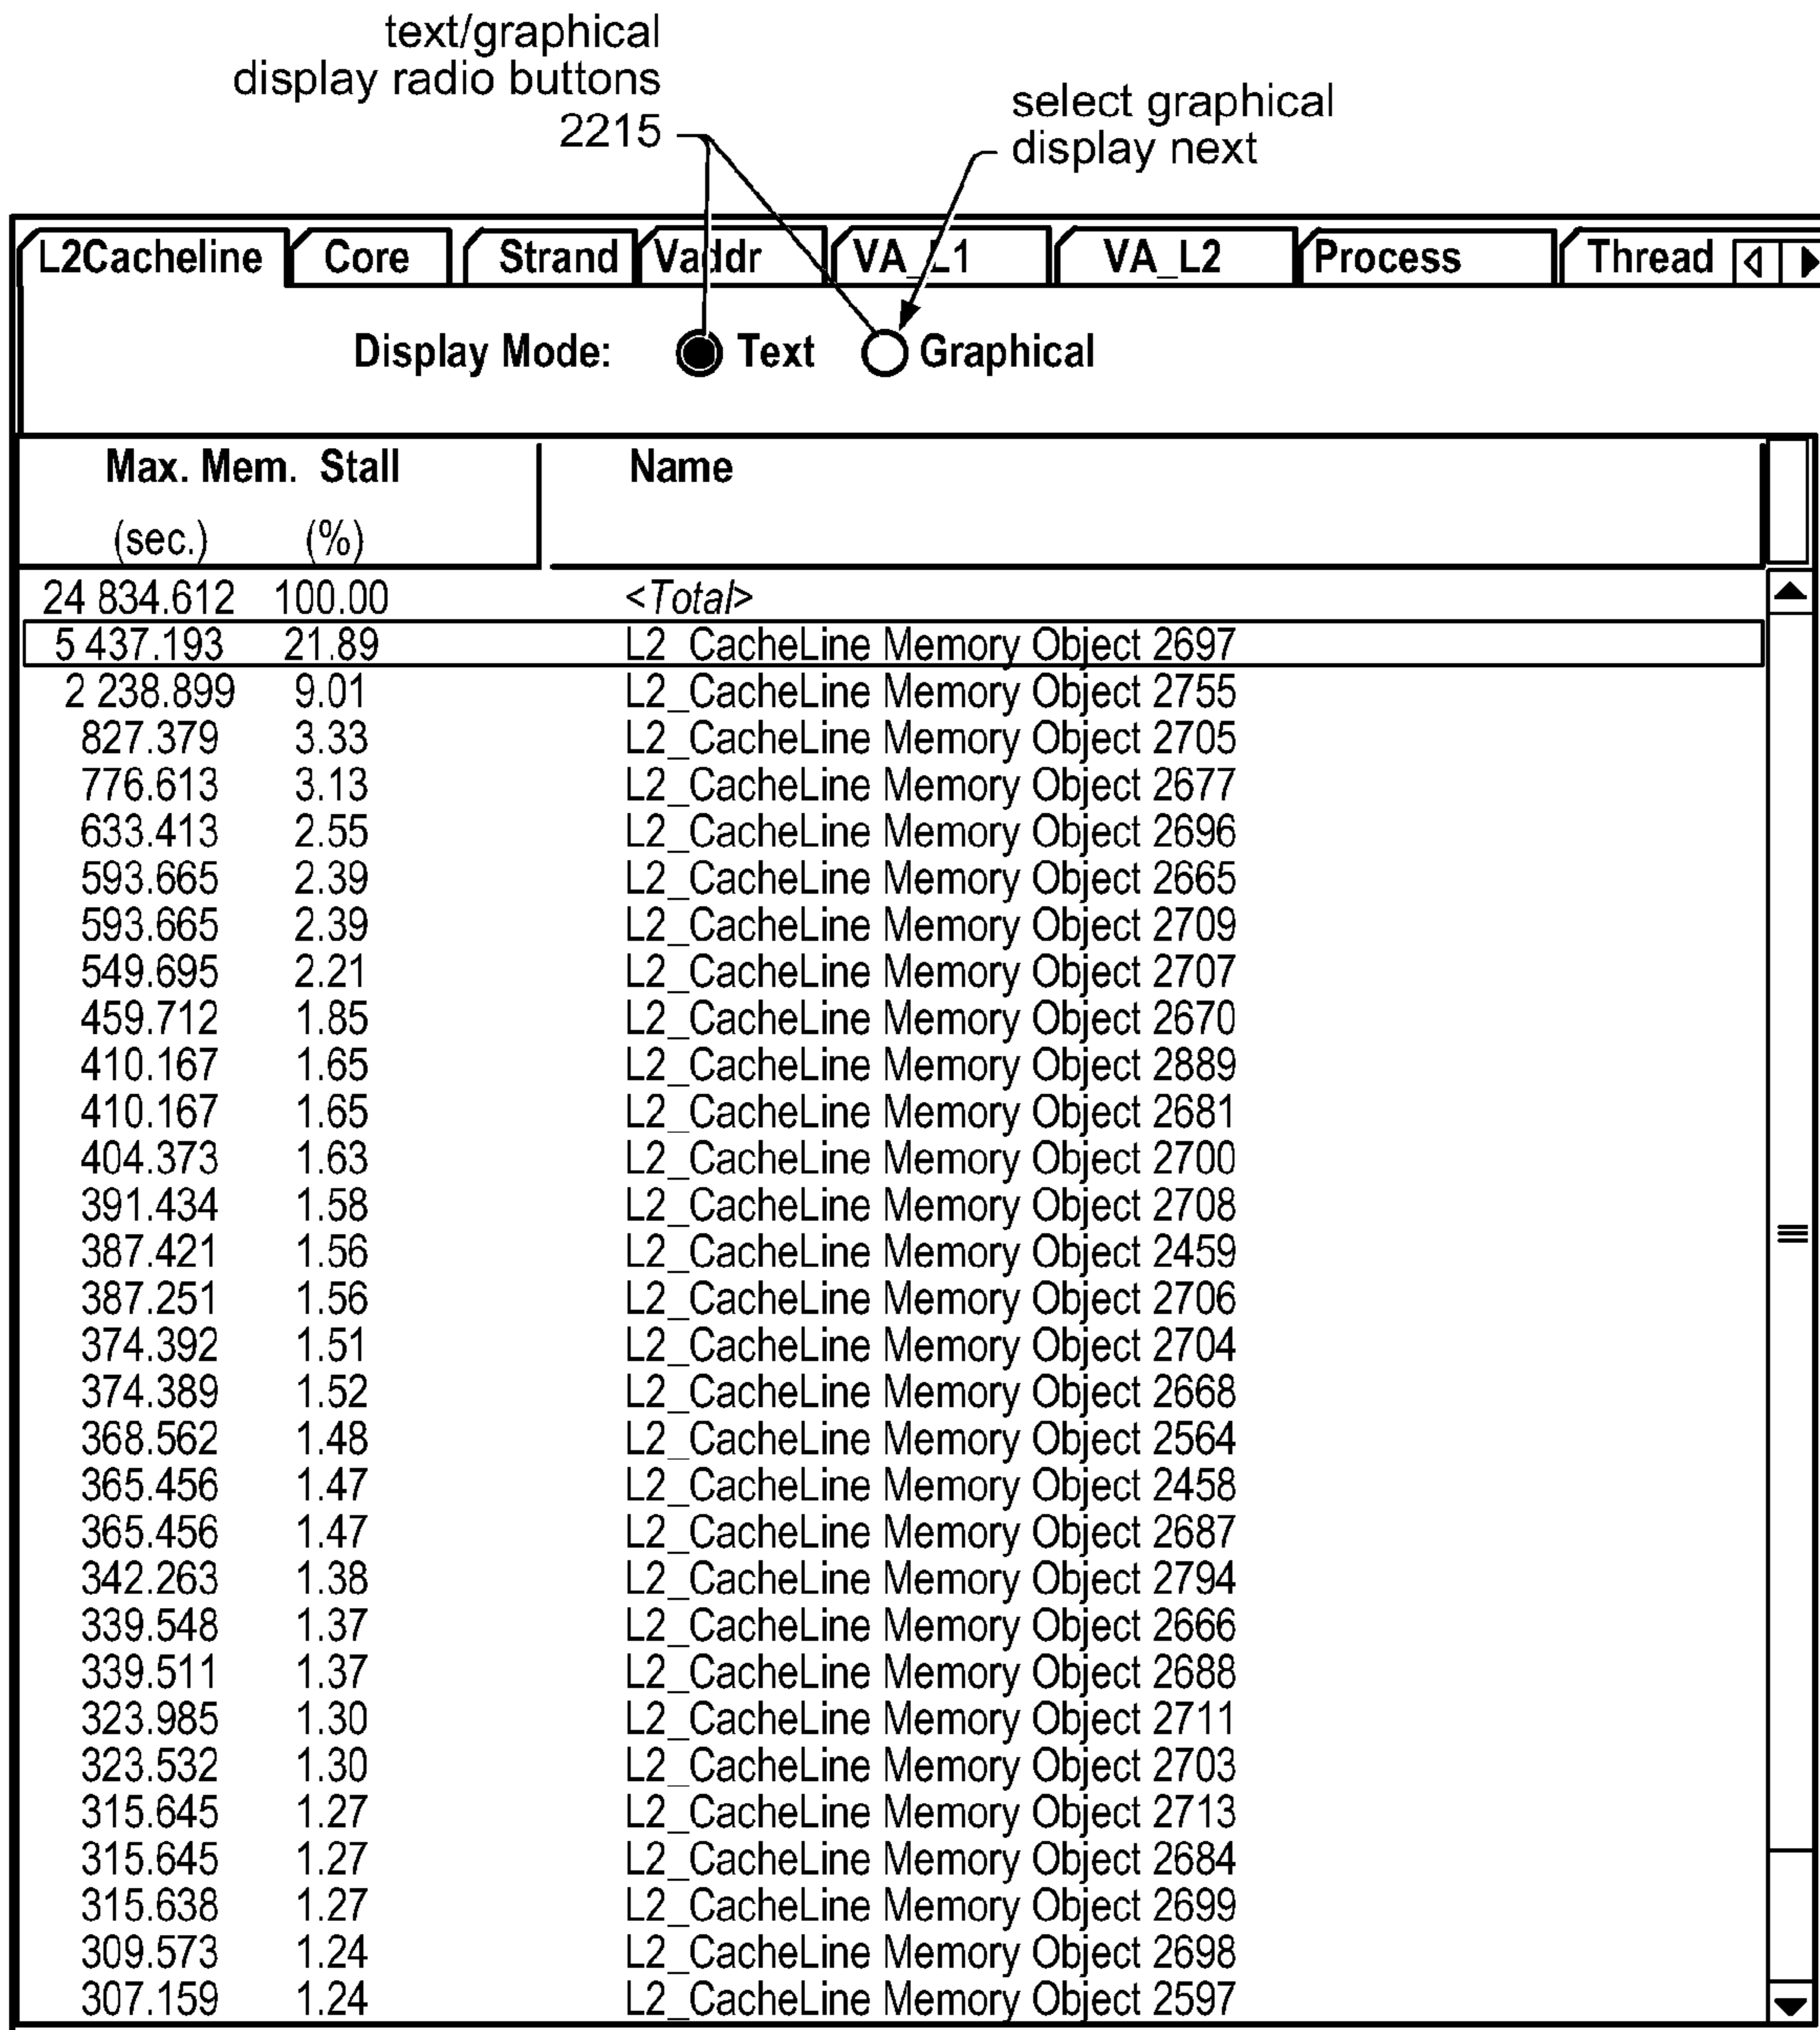 text/graphical
display radio buttons
2215
select graphical
display next
L2Cacheline Core Strand Vaddr VA_L1 VA_L2 Process Thread
Display Mode: Text Graphical
Max. Mem. Stall Name
(sec.) (%)
24 834.612 100.00 <Total>
5 437.193 21.89 L2_CacheLine Memory Object 2697
2 238.899 9.01 L2_CacheLine Memory Object 2755
827.379 3.33 L2_CacheLine Memory Object 2705
776.613 3.13 L2_CacheLine Memory Object 2677
633.413 2.55 L2_CacheLine Memory Object 2696
593.665 2.39 L2_CacheLine Memory Object 2665
593.665 2.39 L2_CacheLine Memory Object 2709
549.695 2.21 L2_CacheLine Memory Object 2707
459.712 1.85 L2_CacheLine Memory Object 2670
410.167 1.65 L2_CacheLine Memory Object 2889
410.167 1.65 L2_CacheLine Memory Object 2681
404.373 1.63 L2_CacheLine Memory Object 2700
391.434 1.58 L2_CacheLine Memory Object 2708
387.421 1.56 L2_CacheLine Memory Object 2459
387.251 1.56 L2_CacheLine Memory Object 2706
374.392 1.51 L2_CacheLine Memory Object 2704
374.389 1.52 L2_CacheLine Memory Object 2668
368.562 1.48 L2_CacheLine Memory Object 2564
365.456 1.47 L2_CacheLine Memory Object 2458
365.456 1.47 L2_CacheLine Memory Object 2687
342.263 1.38 L2_CacheLine Memory Object 2794
339.548 1.37 L2_CacheLine Memory Object 2666
339.511 1.37 L2_CacheLine Memory Object 2688
323.985 1.30 L2_CacheLine Memory Object 2711
323.532 1.30 L2_CacheLine Memory Object 2703
315.645 1.27 L2_CacheLine Memory Object 2713
315.645 1.27 L2_CacheLine Memory Object 2684
315.638 1.27 L2_CacheLine Memory Object 2699
309.573 1.24 L2_CacheLine Memory Object 2698
307.159 1.24 L2_CacheLine Memory Object 2597